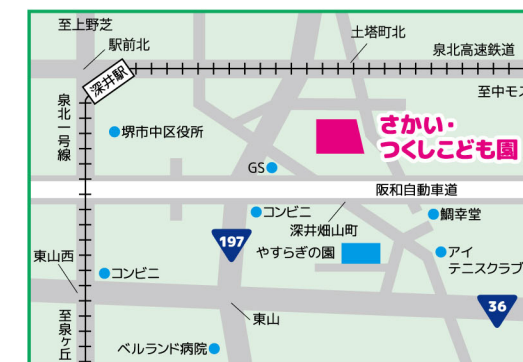 至上野芝
駅前北
土塔町北
泉北高速鉄道
深井駅
至中モズ
泉北一号線
堺市中区役所
さかい・
つくしこども園
GS
阪和自動車道
コンビニ
深井畑山町
鯛幸堂
197
やすらぎの園
東山西
アイ
テニスクラブ
コンビニ
36
至泉ヶ丘
東山
ベルランド病院